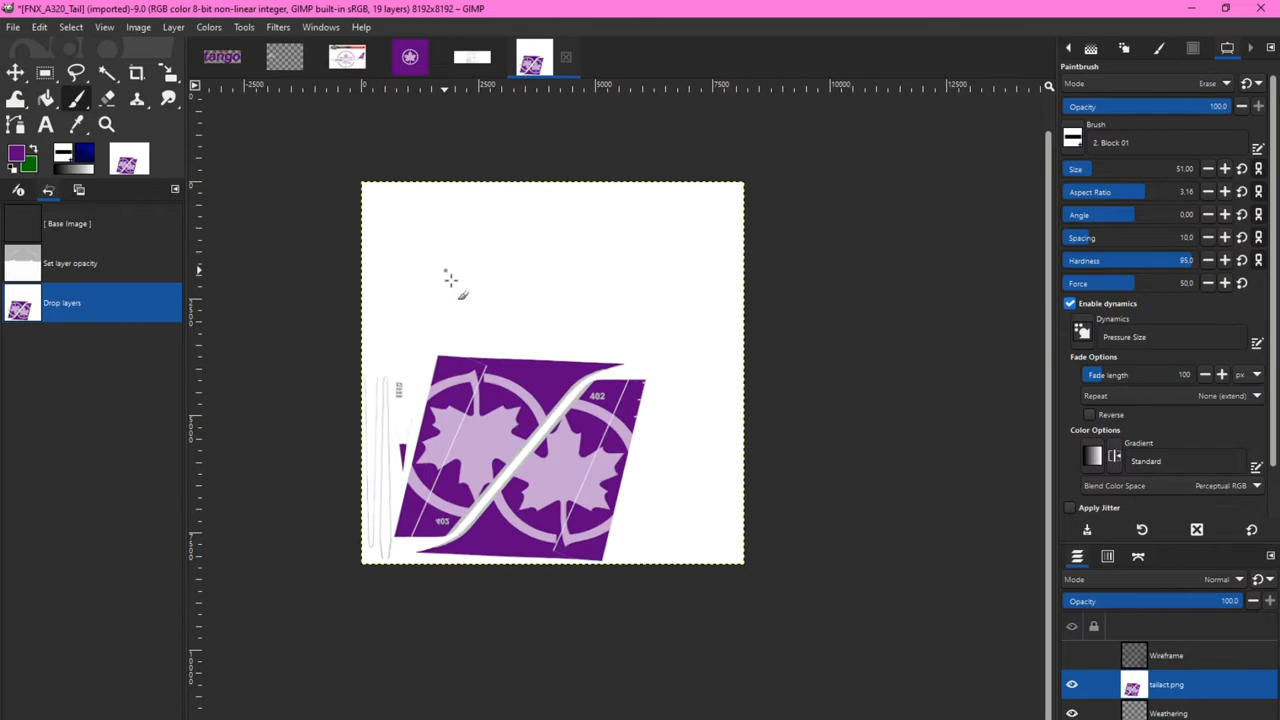 *[FNX_A320_Tail] (imported)-9.0 (RGB color 8-bit non-linear integer, GIMP built-in sRGB, 19 layers) 8192x8192 – GIMP
File Edit Select View Image Layer Colors Tools Filters Windows Help
tango
-2500 0 2500 5000 7500 10000 12500
Paintbrush
Mode Erase
Opacity 100,0
Brush
2. Block 01
Size 51,00
Aspect Ratio 3,16
Angle 0,00
Spacing 10,0
Hardness 95,0
Force 50,0
Enable dynamics
Dynamics
Pressure Size
Fade Options
Fade length 100 px
Repeat None (extend)
Reverse
Color Options
Gradient
Standard
Blend Color Space Perceptual RGB
Apply Jitter
[ Base Image ]
Set layer opacity
Drop layers
402
402
Mode Normal
Opacity 100,0
Wireframe
tailact.png
Weathering